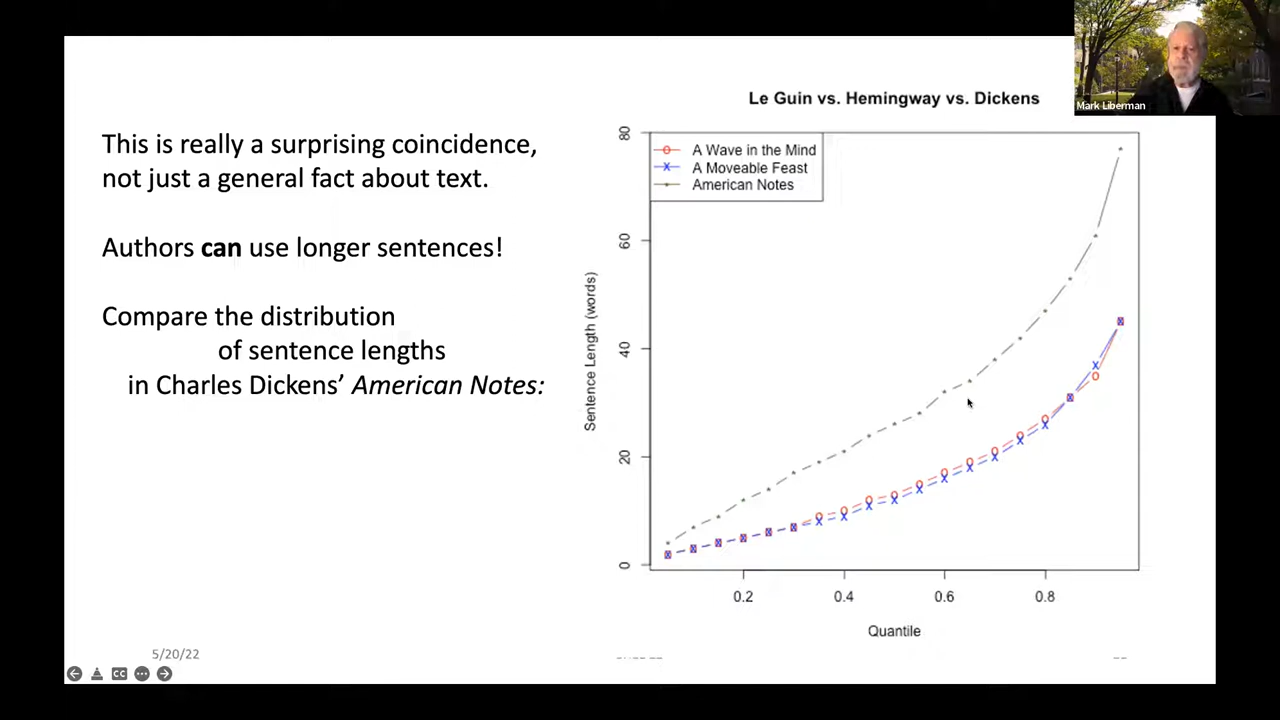 Mark Liberman
This is really a surprising coincidence,
not just a general fact about text.
Authors can use longer sentences!
Compare the distribution
of sentence lengths
in Charles Dickens’ American Notes:
5/20/22
CC
Le Guin vs. Hemingway vs. Dickens
A Wave in the Mind
A Moveable Feast
American Notes
Sentence Length (words)
80
60
40
20
0
0.2 0.4 0.6 0.8
Quantile